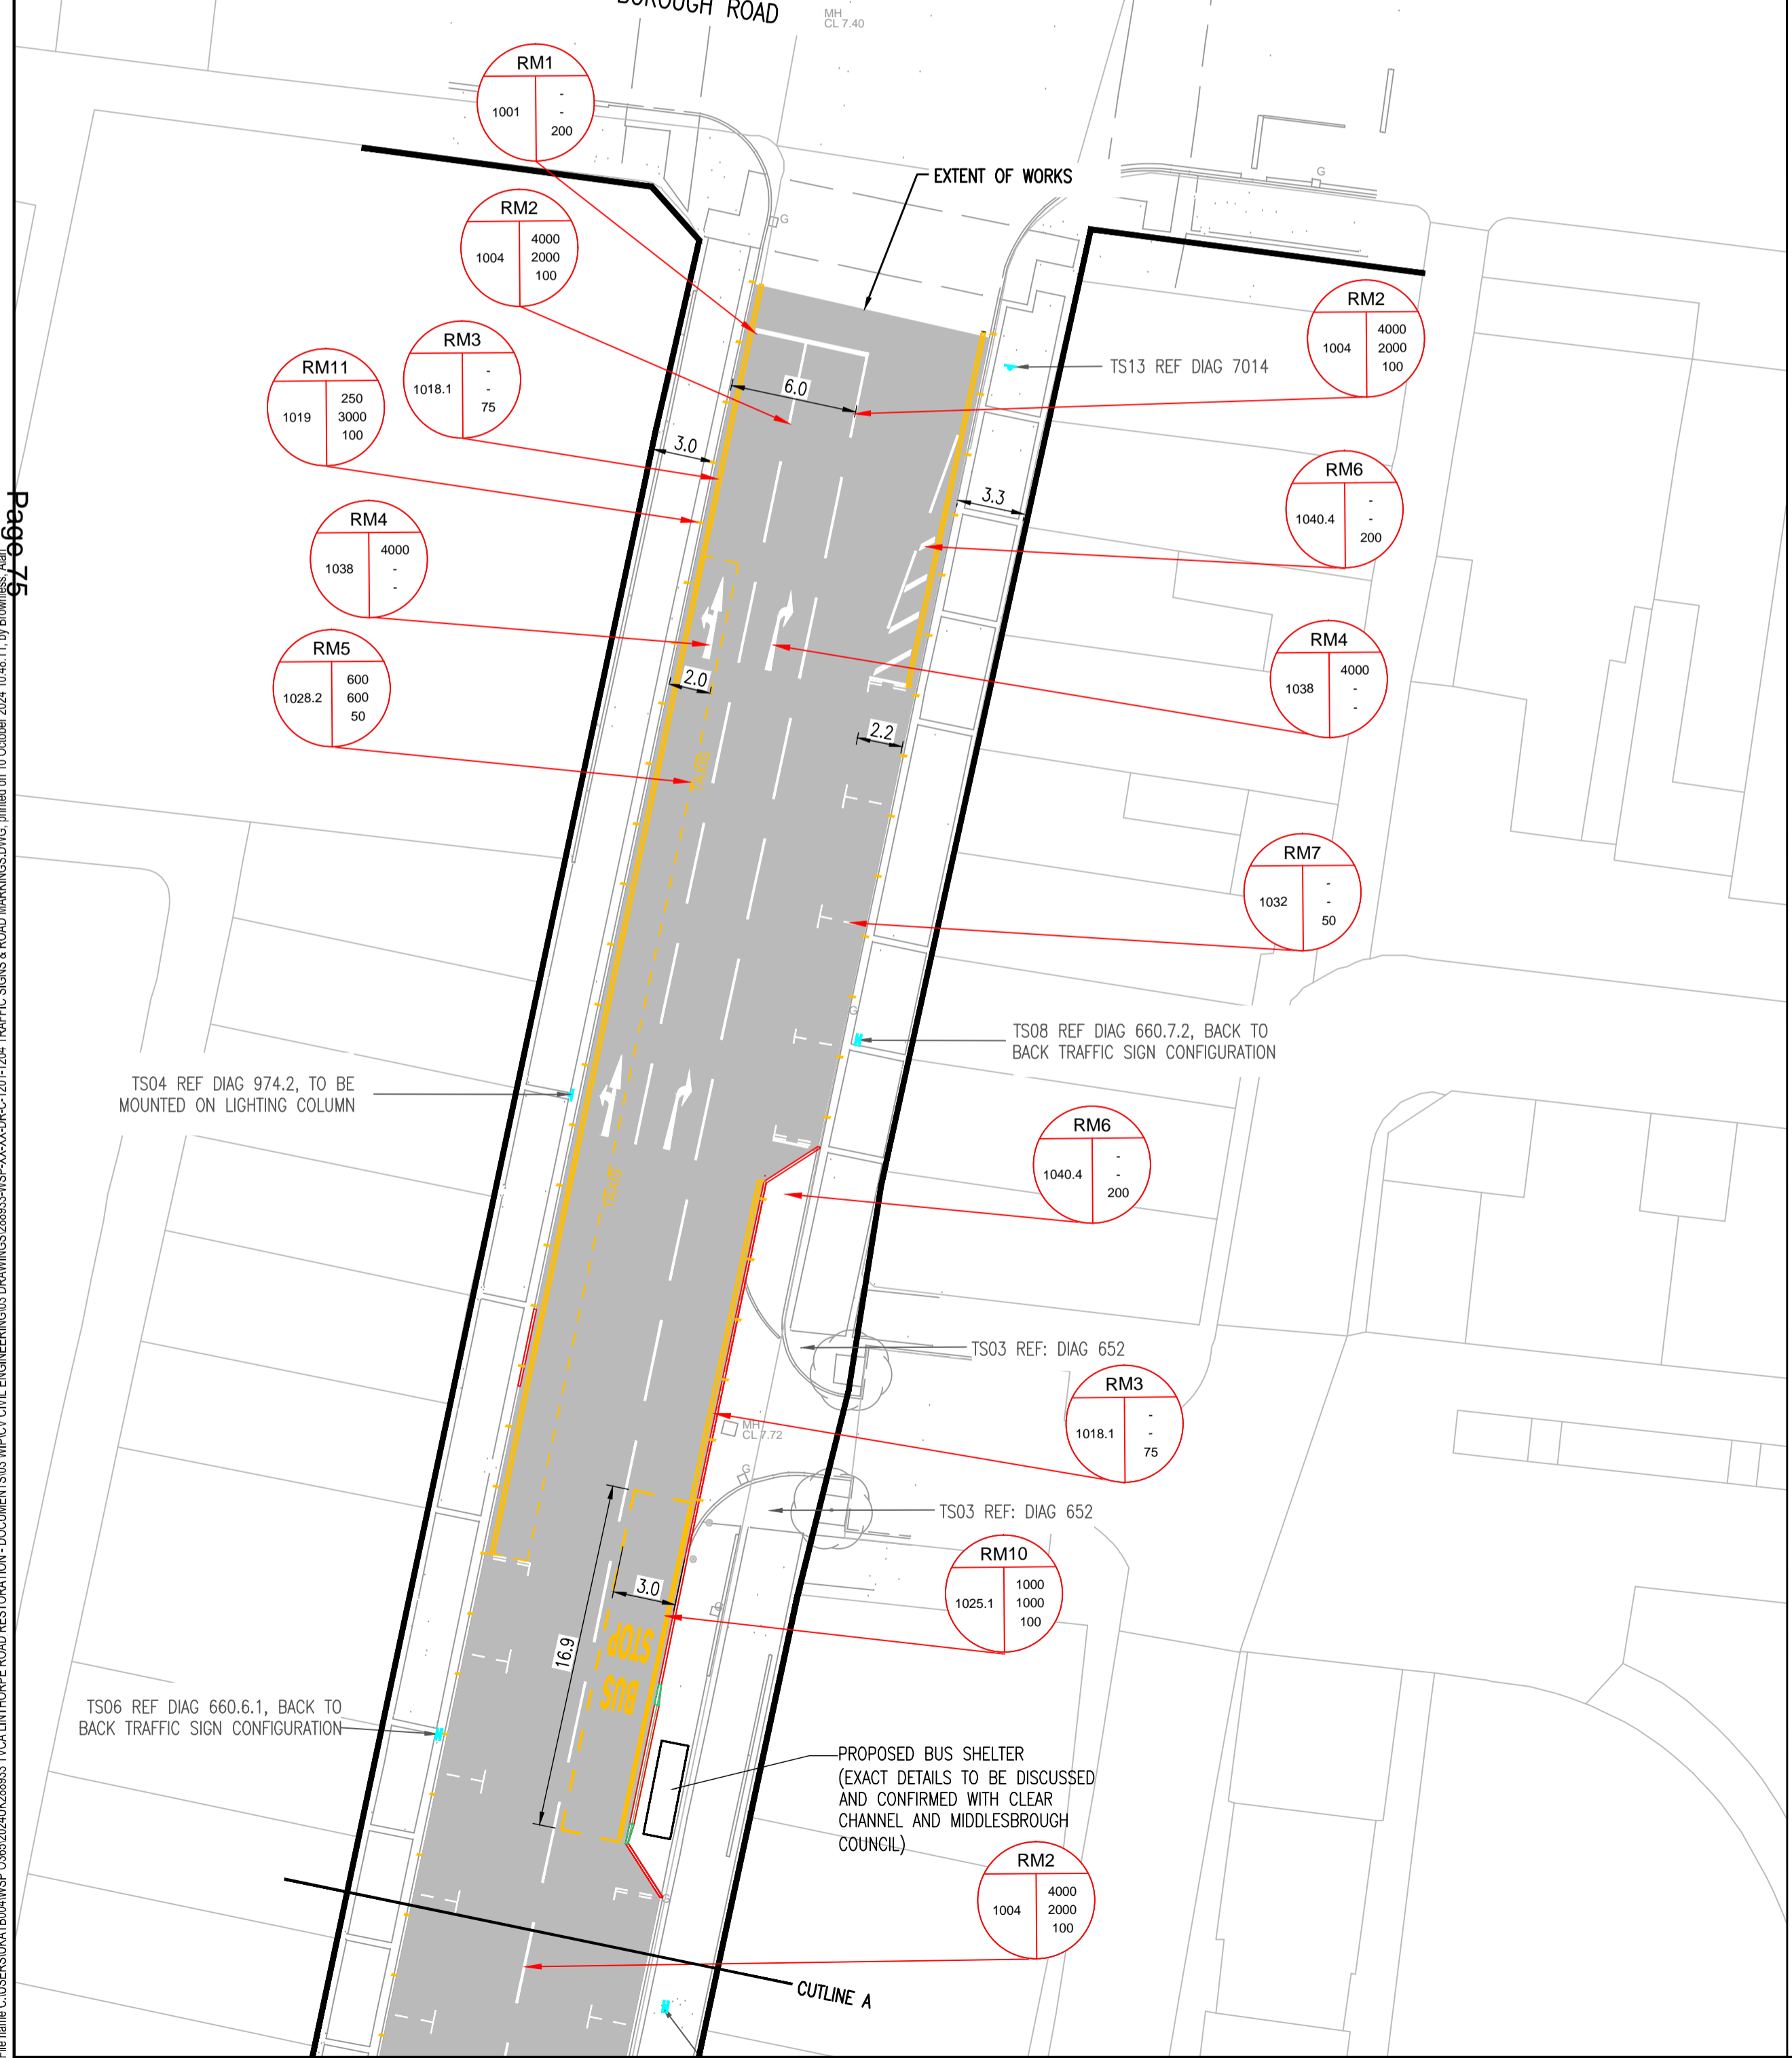 BOROUGH ROAD
MH
CL 7.40
RM1
1001
-
-
200
EXTENT OF WORKS
G
G
RM2
1004
4000
2000
100
RM2
1004
4000
2000
100
RM3
1018.1
-
-
75
RM11
1019
250
3000
100
TS13 REF DIAG 7014
6.0
3.0
3.3
RM6
1040.4
-
-
200
RM4
1038
4000
-
-
RM5
1028.2
600
600
50
RM4
1038
4000
-
-
2.0
2.2
TAXIS
RM7
1032
-
-
50
G
TS08 REF DIAG 660.7.2, BACK TO
BACK TRAFFIC SIGN CONFIGURATION
TS04 REF DIAG 974.2, TO BE
MOUNTED ON LIGHTING COLUMN
RM6
1040.4
-
-
200
TAXIS
TS03 REF: DIAG 652
RM3
1018.1
-
-
75
MH
CL 7.72
G
TS03 REF: DIAG 652
RM10
1025.1
1000
1000
100
3.0
16.9
STOP
BUS
G
TS06 REF DIAG 660.6.1, BACK TO
BACK TRAFFIC SIGN CONFIGURATION
PROPOSED BUS SHELTER
(EXACT DETAILS TO BE DISCUSSED
AND CONFIRMED WITH CLEAR
CHANNEL AND MIDDLESBROUGH
COUNCIL)
RM2
1004
4000
2000
100
G
CUTLINE A
Page 75